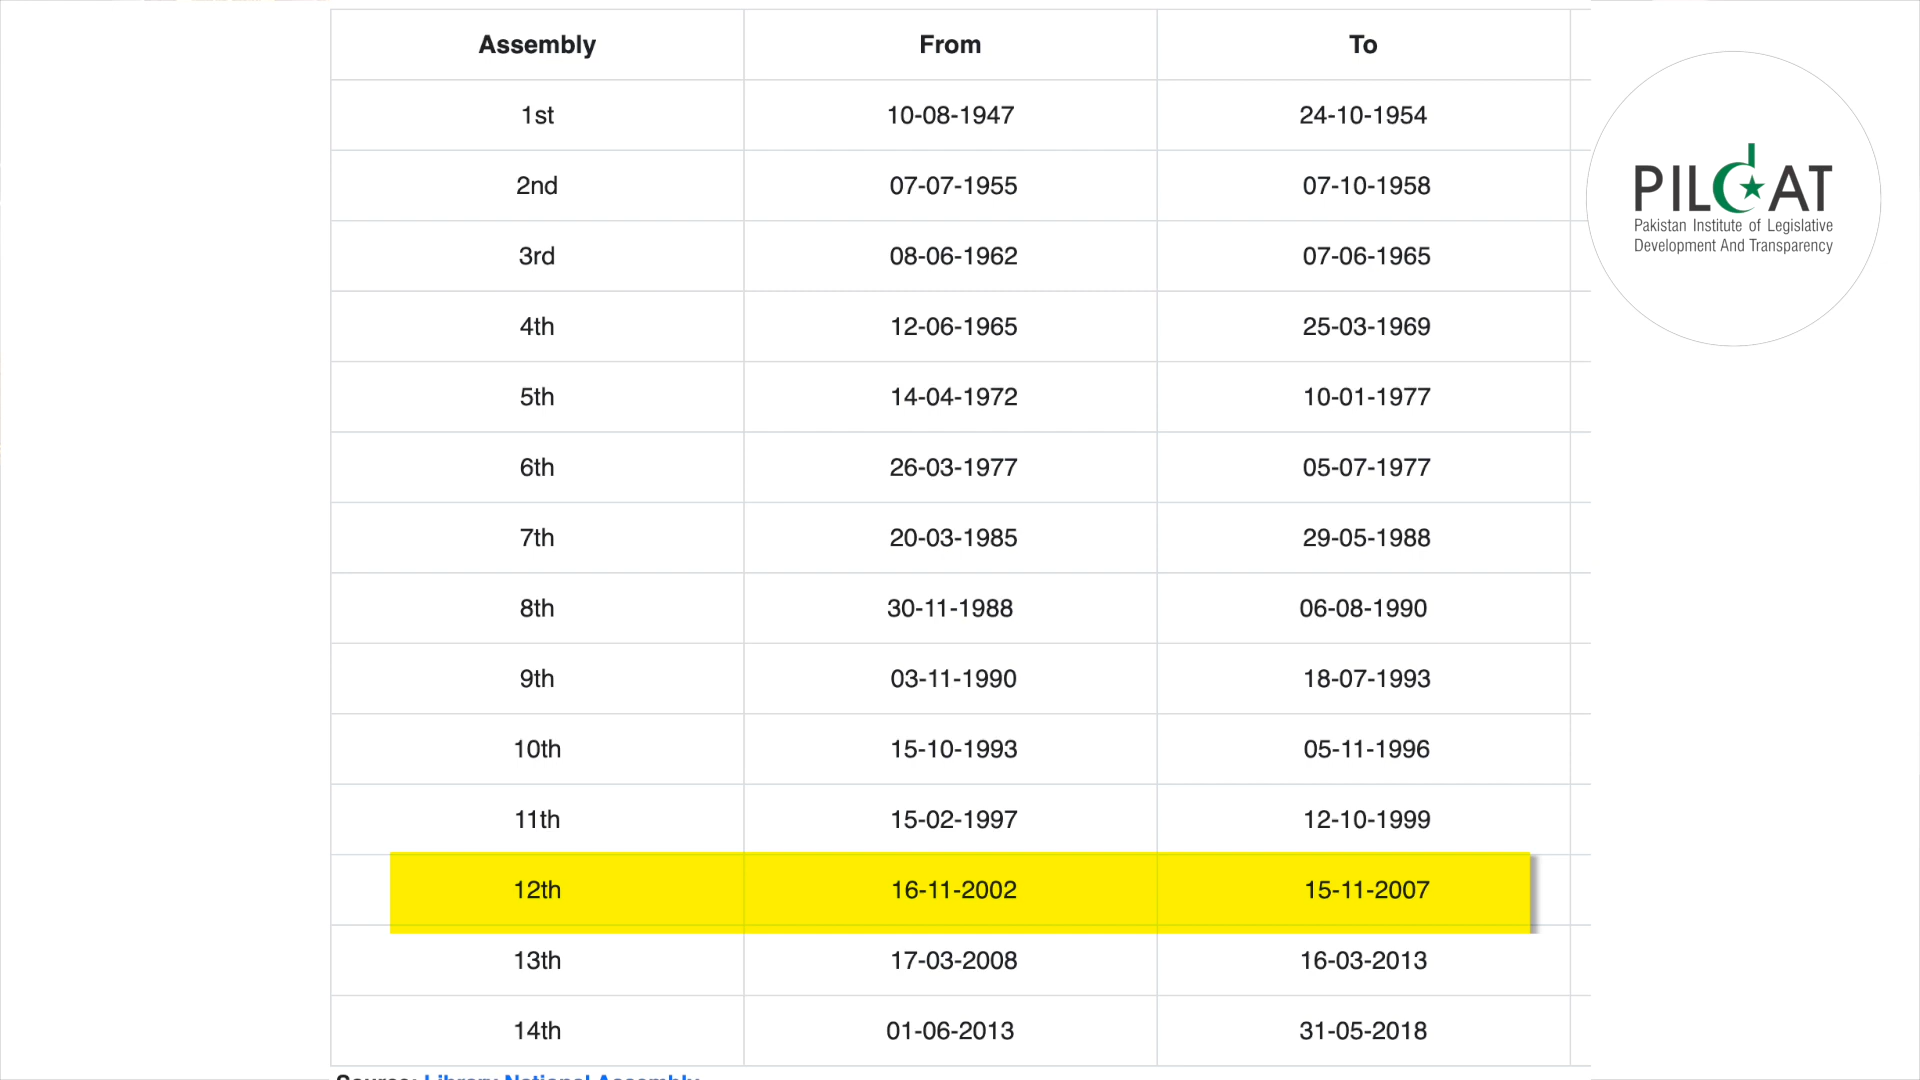 Assembly From To
1st 10-08-1947 24-10-1954
2nd 07-07-1955 07-10-1958
3rd 08-06-1962 07-06-1965
4th 12-06-1965 25-03-1969
5th 14-04-1972 10-01-1977
6th 26-03-1977 05-07-1977
7th 20-03-1985 29-05-1988
8th 30-11-1988 06-08-1990
9th 03-11-1990 18-07-1993
10th 15-10-1993 05-11-1996
11th 15-02-1997 12-10-1999
12th 16-11-2002 15-11-2007
13th 17-03-2008 16-03-2013
14th 01-06-2013 31-05-2018
Source: Library National Assembly
PILDAT
Pakistan Institute of Legislative
Development And Transparency